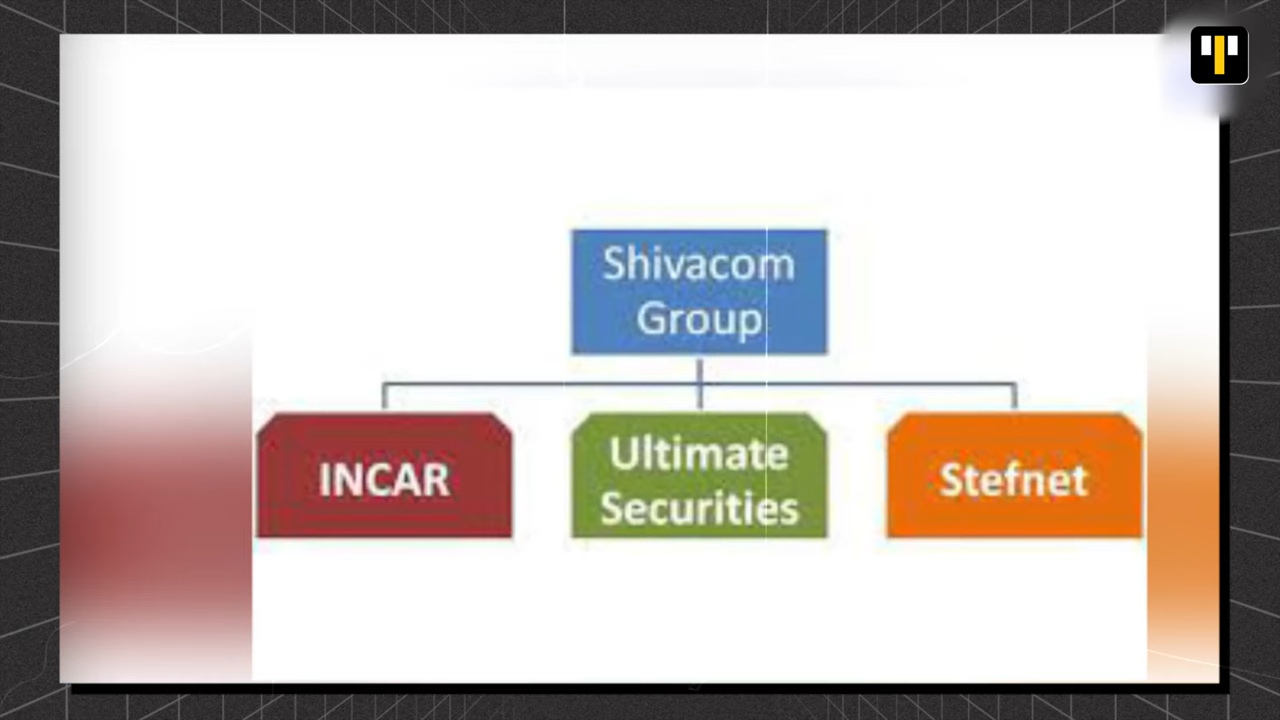 Shivacom
Group
INCAR
Ultimate
Securities
Stefnet